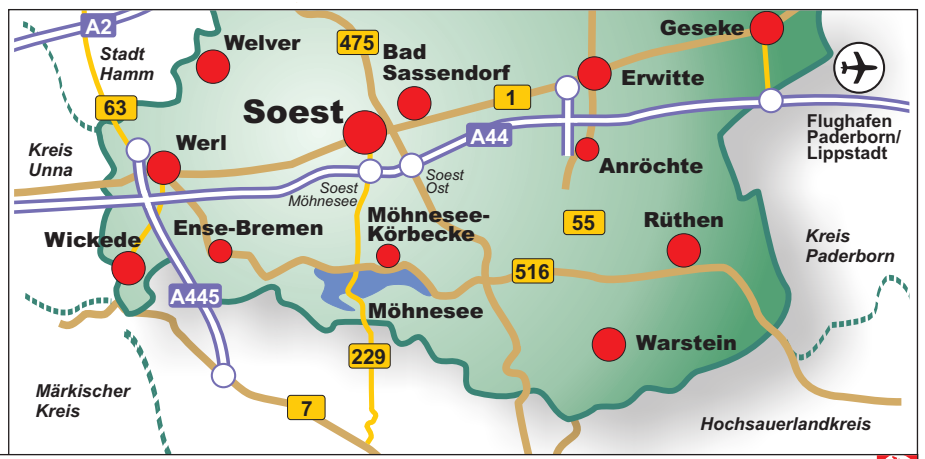 A2
Stadt
Hamm
Welver
475
Bad
Sassendorf
Geseke
Erwitte
1
63
Soest
A44
Flughafen
Paderborn/
Lippstadt
Kreis
Unna
Werl
Anröchte
Soest
Möhnesee
Soest
Ost
Wickede
Ense-Bremen
Möhnesee-
Körbecke
55
Rüthen
Kreis
Paderborn
516
A445
Möhnesee
229
Warstein
Märkischer
Kreis
7
Hochsauerlandkreis